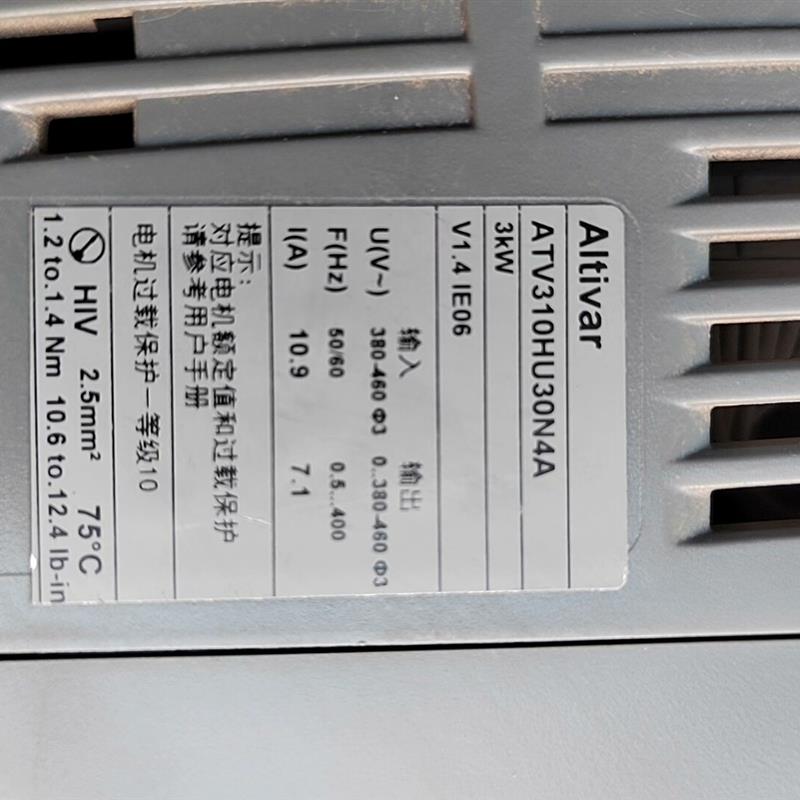 Altivar
ATV310HU30N4A
3kW
V1.4 IE06
输入 输出
U(V~) 380-460 Φ3 0...380-460 Φ3
F(Hz) 50/60 0.5...400
I(A) 10.9 7.1
提示:
对应电机额定值和过载保护
请参考用户手册
电机过载保护一等级10
HIV 2.5mm² 75°C
1.2 to.1.4 Nm 10.6 to.12.4 lb-in